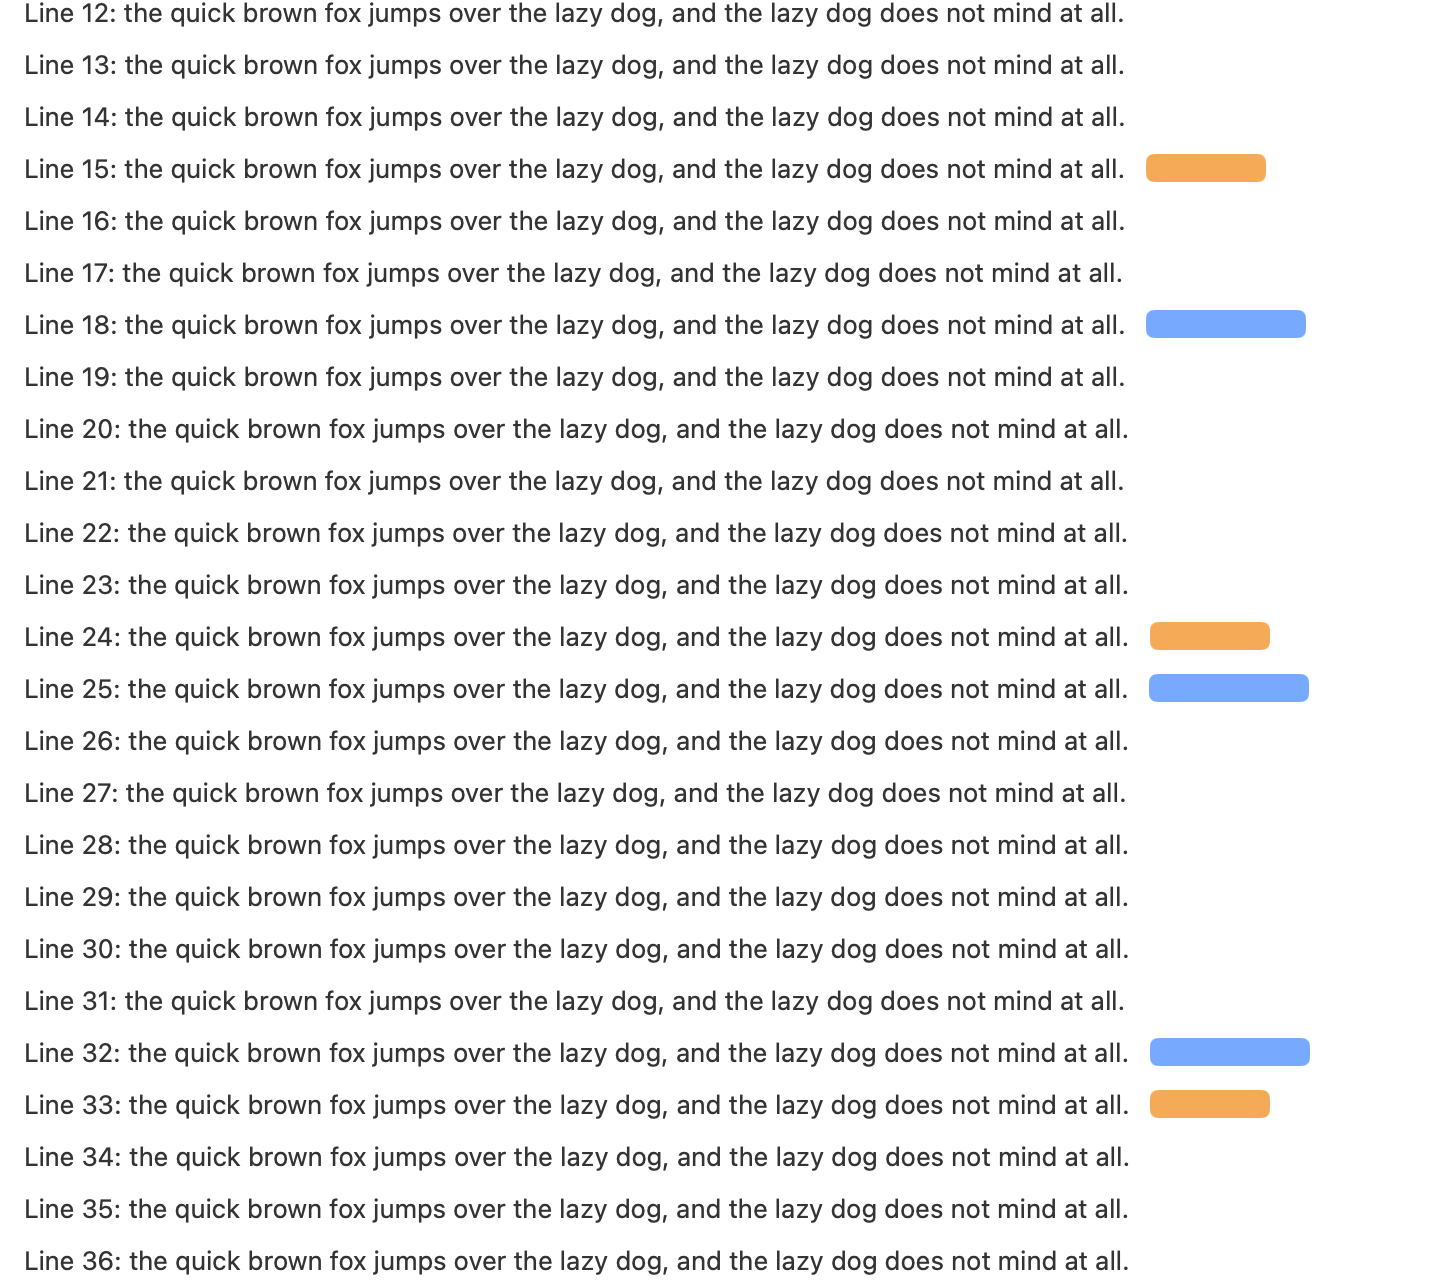 Line 12: the quick brown fox jumps over the lazy dog, and the lazy dog does not mind at all.
Line 13: the quick brown fox jumps over the lazy dog, and the lazy dog does not mind at all.
Line 14: the quick brown fox jumps over the lazy dog, and the lazy dog does not mind at all.
Line 15: the quick brown fox jumps over the lazy dog, and the lazy dog does not mind at all.
Line 16: the quick brown fox jumps over the lazy dog, and the lazy dog does not mind at all.
Line 17: the quick brown fox jumps over the lazy dog, and the lazy dog does not mind at all.
Line 18: the quick brown fox jumps over the lazy dog, and the lazy dog does not mind at all.
Line 19: the quick brown fox jumps over the lazy dog, and the lazy dog does not mind at all.
Line 20: the quick brown fox jumps over the lazy dog, and the lazy dog does not mind at all.
Line 21: the quick brown fox jumps over the lazy dog, and the lazy dog does not mind at all.
Line 22: the quick brown fox jumps over the lazy dog, and the lazy dog does not mind at all.
Line 23: the quick brown fox jumps over the lazy dog, and the lazy dog does not mind at all.
Line 24: the quick brown fox jumps over the lazy dog, and the lazy dog does not mind at all.
Line 25: the quick brown fox jumps over the lazy dog, and the lazy dog does not mind at all.
Line 26: the quick brown fox jumps over the lazy dog, and the lazy dog does not mind at all.
Line 27: the quick brown fox jumps over the lazy dog, and the lazy dog does not mind at all.
Line 28: the quick brown fox jumps over the lazy dog, and the lazy dog does not mind at all.
Line 29: the quick brown fox jumps over the lazy dog, and the lazy dog does not mind at all.
Line 30: the quick brown fox jumps over the lazy dog, and the lazy dog does not mind at all.
Line 31: the quick brown fox jumps over the lazy dog, and the lazy dog does not mind at all.
Line 32: the quick brown fox jumps over the lazy dog, and the lazy dog does not mind at all.
Line 33: the quick brown fox jumps over the lazy dog, and the lazy dog does not mind at all.
Line 34: the quick brown fox jumps over the lazy dog, and the lazy dog does not mind at all.
Line 35: the quick brown fox jumps over the lazy dog, and the lazy dog does not mind at all.
Line 36: the quick brown fox jumps over the lazy dog, and the lazy dog does not mind at all.